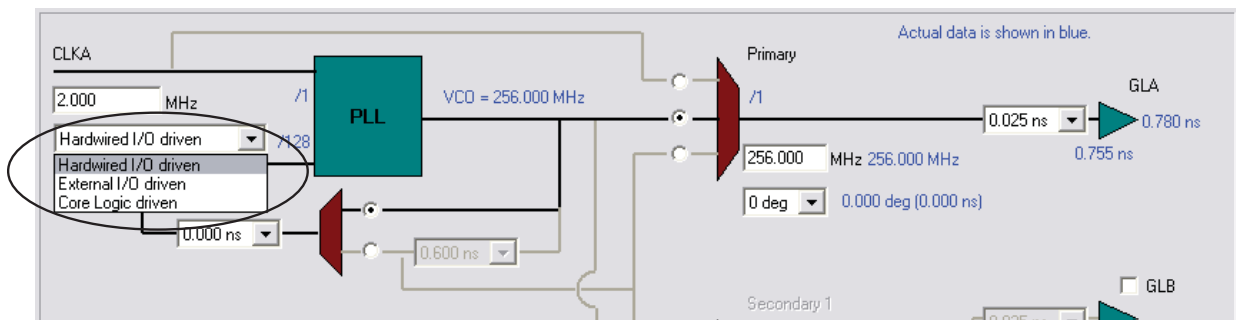 Actual data is shown in blue.
CLKA
Primary
GLA
2.000 MHz
/1
PLL
VCO = 256.000 MHz
/1
0.025 ns
0.780 ns
0.755 ns
Hardwired I/O driven
/128
Hardwired I/O driven
External I/O driven
Core Logic driven
256.000 MHz 256.000 MHz
0 deg
0.000 deg (0.000 ns)
0.000 ns
0.600 ns
GLB
Secondary 1
0.025 ns